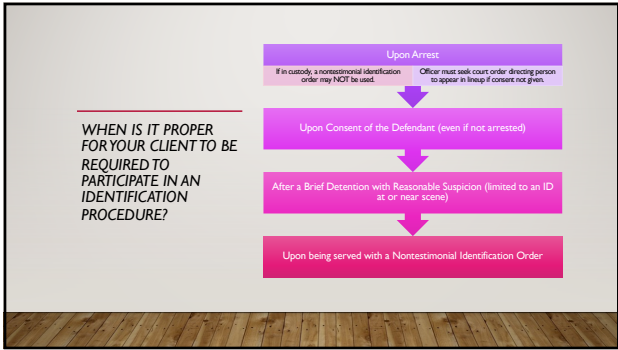 WHEN IS IT PROPER
FOR YOUR CLIENT TO BE
REQUIRED TO
PARTICIPATE IN AN
IDENTIFICATION
PROCEDURE?
Upon Arrest
If in custody, a nontestimonial identification
order may NOT be used.
Officer must seek court order directing person
to appear in lineup if consent not given.
Upon Consent of the Defendant (even if not arrested)
After a Brief Detention with Reasonable Suspicion (limited to an ID
at or near scene)
Upon being served with a Nontestimonial Identification Order